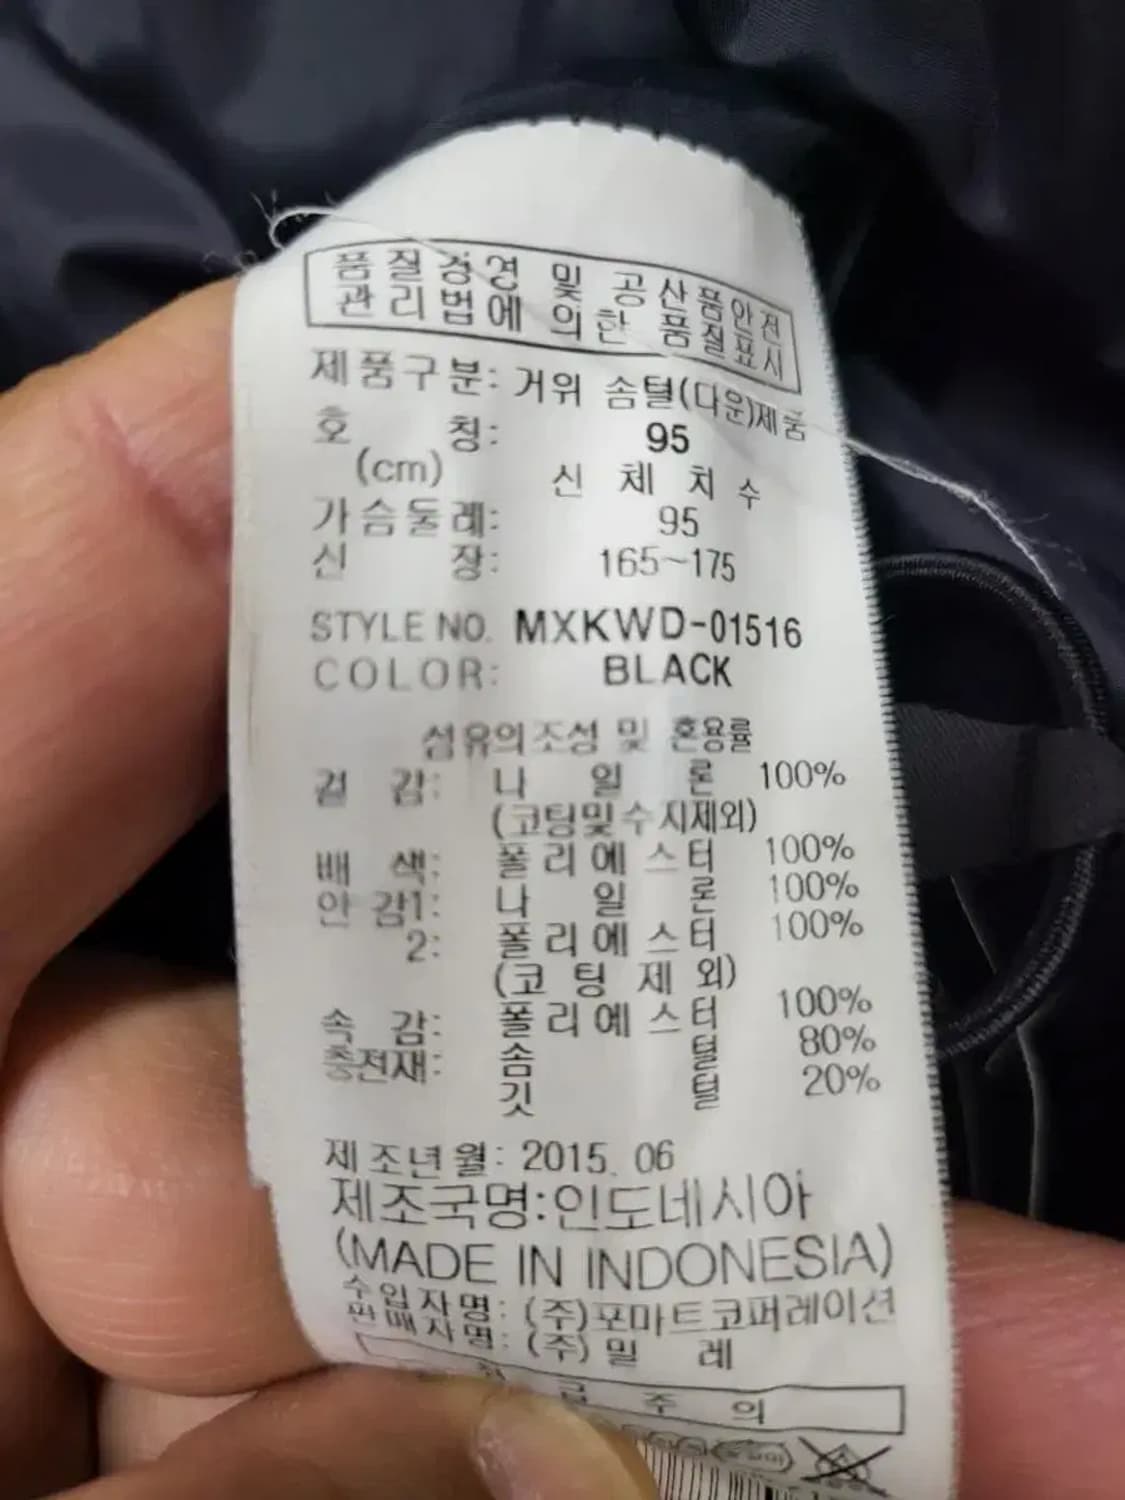 품질경영 및 공산품안전
관리법에 의한 품질표시
제품구분: 거위 솜털(다운)제품
호 칭: 95
(cm) 신 체 치 수
가슴둘레: 95
신 장: 165~175
STYLE NO. MXKWD-01516
COLOR: BLACK
섬유의조성 및 혼용률
겉 감: 나 일 론 100%
(코팅및수지제외)
배 색: 폴리에스터 100%
안 감1: 나 일 론 100%
2: 폴리에스터 100%
(코 팅 제 외)
속 감: 폴리에스터 100%
충전재: 솜 털 80%
깃 털 20%
제조년월: 2015. 06
제조국명:인도네시아
(MADE IN INDONESIA)
수입자명: (주)포마트코퍼레이션
판매자명: (주)밀 레
취 급 주 의